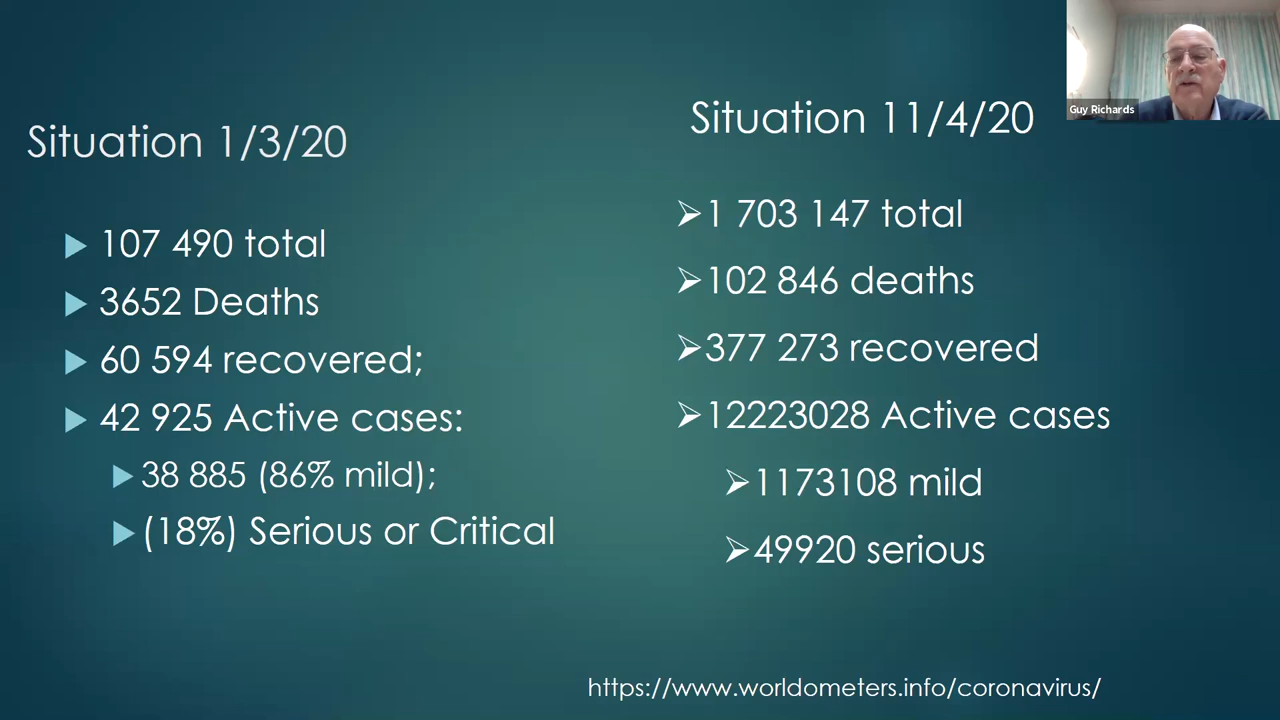 Situation 1/3/20
107 490 total
3652 Deaths
60 594 recovered;
42 925 Active cases:
38 885 (86% mild);
(18%) Serious or Critical
Situation 11/4/20
1 703 147 total
102 846 deaths
377 273 recovered
12223028 Active cases
1173108 mild
49920 serious
https://www.worldometers.info/coronavirus/
Guy Richards